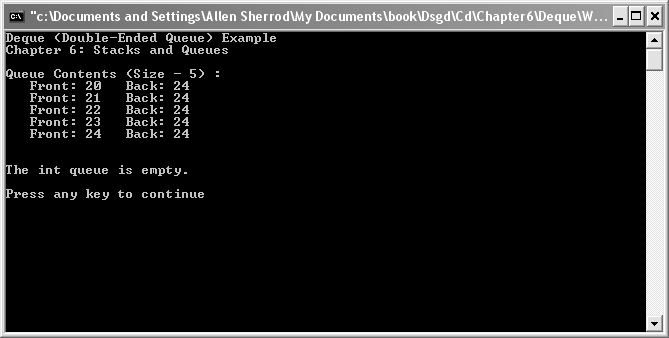 "c:\Documents and Settings\Allen Sherrod\My Documents\book\Dsgd\Cd\Chapter6\Deque\W...
Deque (Double-Ended Queue) Example
Chapter 6: Stacks and Queues
Queue Contents (Size - 5) :
Front: 20 Back: 24
Front: 21 Back: 24
Front: 22 Back: 24
Front: 23 Back: 24
Front: 24 Back: 24
The int queue is empty.
Press any key to continue